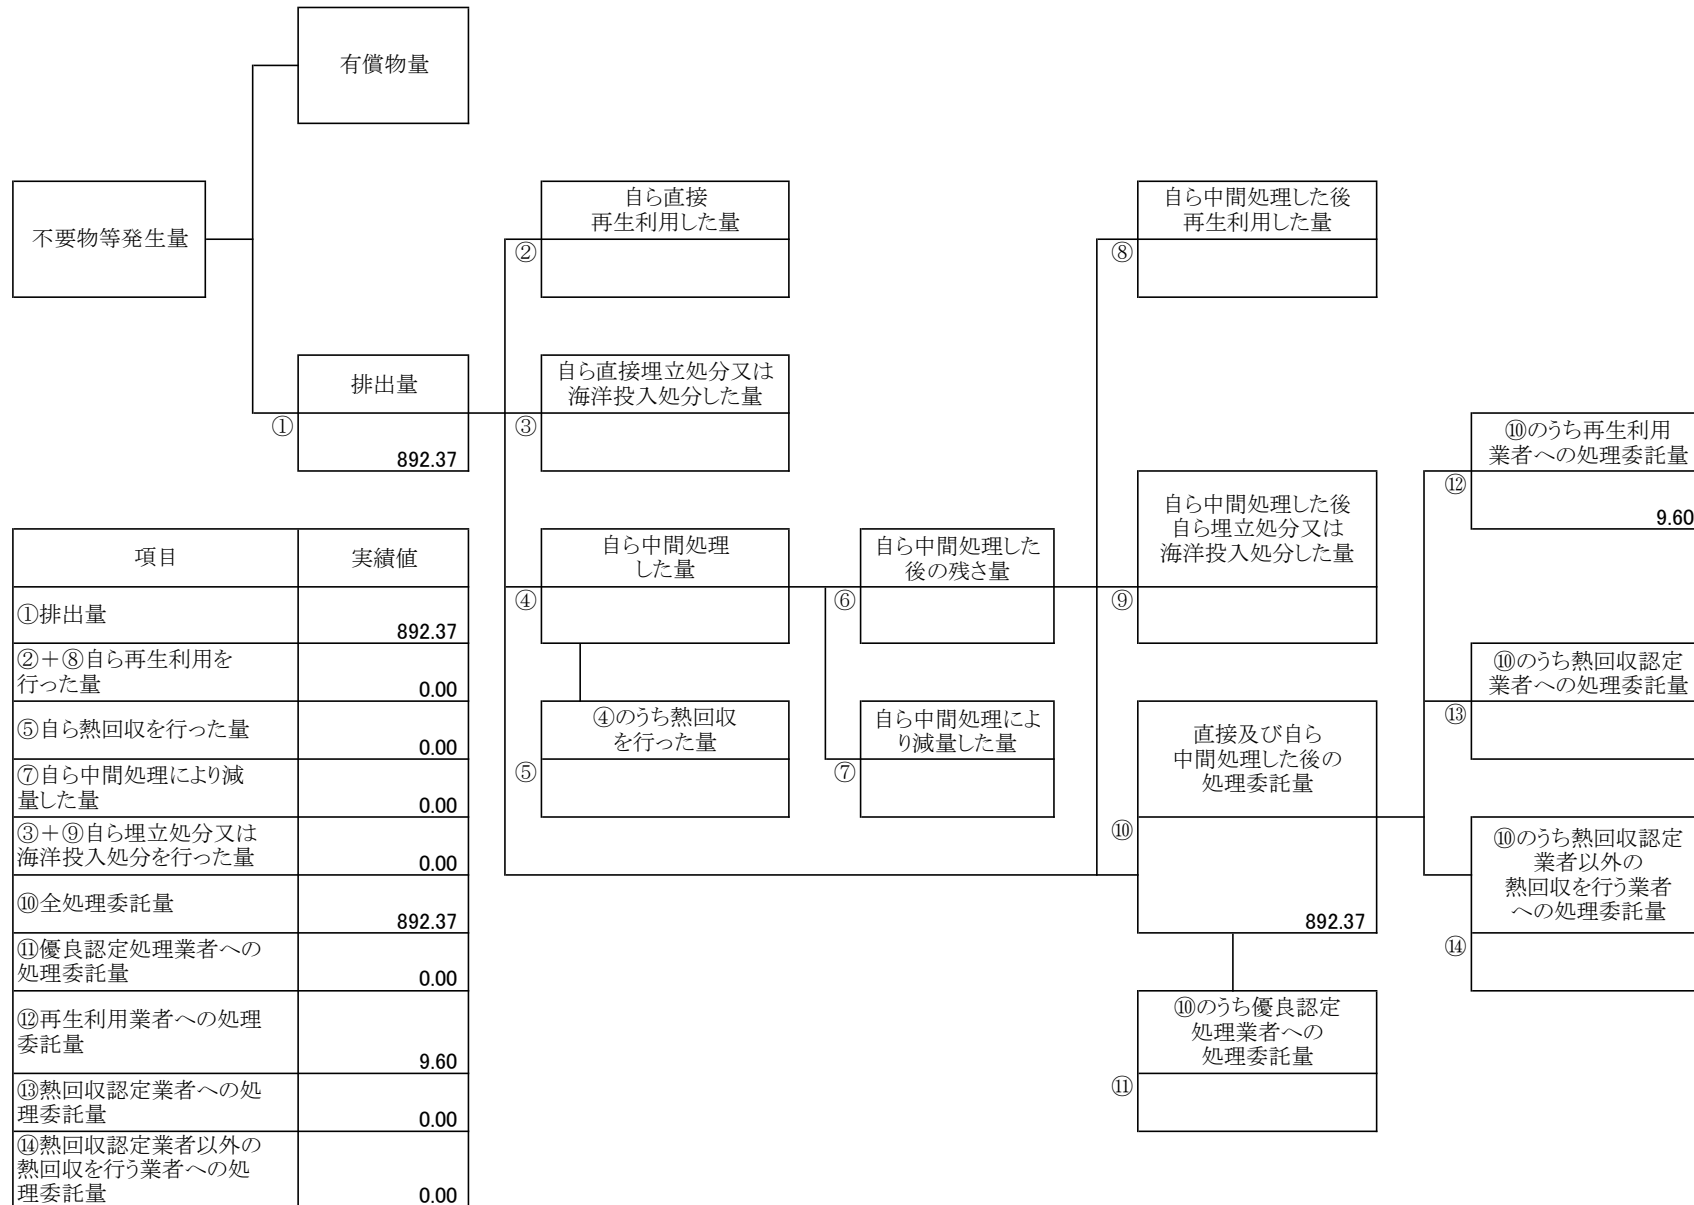 有償物量
不要物等発生量
自ら直接
再生利用した量
②
自ら中間処理した後
再生利用した量
⑧
排出量
①
892.37
自ら直接埋立処分又は
海洋投入処分した量
③
⑩のうち再生利用
業者への処理委託量
⑫
9.60
自ら中間処理
した量
④
自ら中間処理した
後の残さ量
⑥
自ら中間処理した後
自ら埋立処分又は
海洋投入処分した量
⑨
⑩のうち熱回収認定
業者への処理委託量
⑬
④のうち熱回収
を行った量
⑤
自ら中間処理によ
り減量した量
⑦
直接及び自ら
中間処理した後の
処理委託量
⑩
892.37
⑩のうち熱回収認定
業者以外の
熱回収を行う業者
への処理委託量
⑭
⑩のうち優良認定
処理業者への
処理委託量
⑪
項目
実績値
①排出量
892.37
②+⑧自ら再生利用を
行った量
0.00
⑤自ら熱回収を行った量
0.00
⑦自ら中間処理により減
量した量
0.00
③+⑨自ら埋立処分又は
海洋投入処分を行った量
0.00
⑩全処理委託量
892.37
⑪優良認定処理業者への
処理委託量
0.00
⑫再生利用業者への処理
委託量
9.60
⑬熱回収認定業者への処
理委託量
0.00
⑭熱回収認定業者以外の
熱回収を行う業者への処
理委託量
0.00